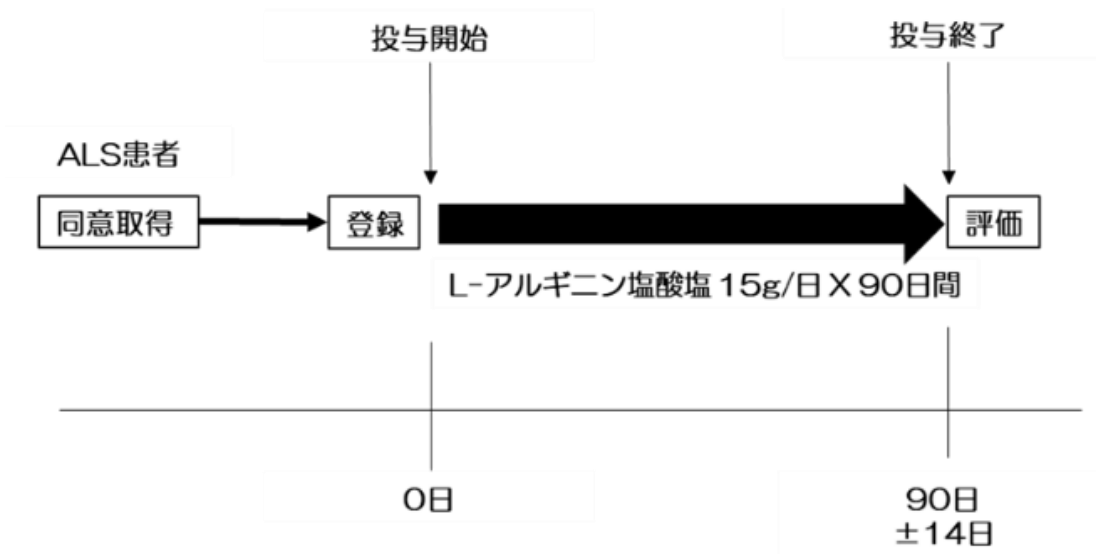 投与開始
投与終了
ALS患者
同意取得
登録
評価
L-アルギニン塩酸塩 15g/日 X 90日間
0日
90日
±14日